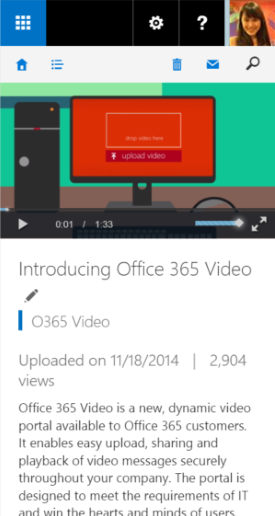 ?
drop video here
upload video
0:01 / 1:33
Introducing Office 365 Video
O365 Video
Uploaded on 11/18/2014 | 2,904
views
Office 365 Video is a new, dynamic video
portal available to Office 365 customers.
It enables easy upload, sharing and
playback of video messages securely
throughout your company. The portal is
designed to meet the requirements of IT
and win the hearts and minds of users